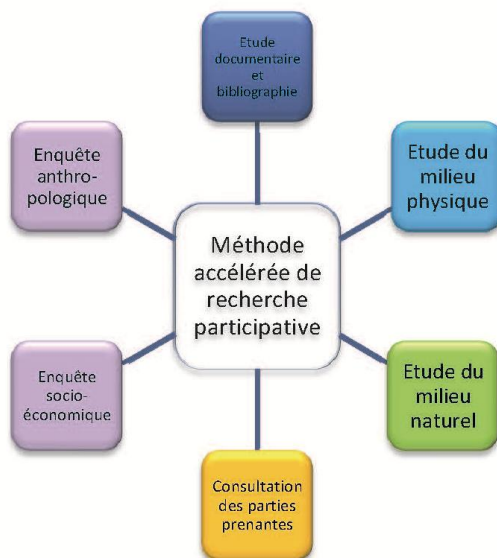 Etude
documentaire
et
bibliographie
Enquête
anthro-
pologique
Etude du
milieu
physique
Méthode
accélérée de
recherche
participative
Enquête
socio-
économique
Etude du
milieu
naturel
Consultation
des parties
prenantes